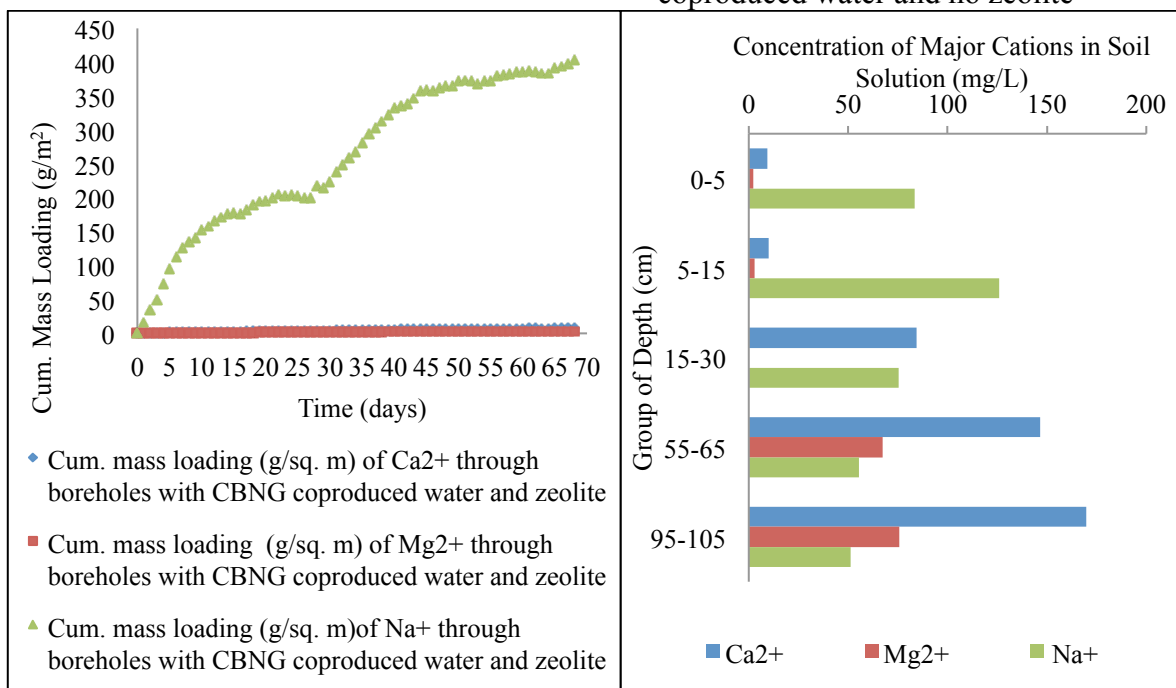 coproduced water and no zeolite
450
400
350
300
250
200
150
100
50
0
Cum. Mass Loading (g/m²)
0 5 10 15 20 25 30 35 40 45 50 55 60 65 70
Time (days)
Cum. mass loading (g/sq. m) of Ca2+ through
boreholes with CBNG coproduced water and zeolite
Cum. mass loading (g/sq. m) of Mg2+ through
boreholes with CBNG coproduced water and zeolite
Cum. mass loading (g/sq. m)of Na+ through
boreholes with CBNG coproduced water and zeolite
Concentration of Major Cations in Soil
Solution (mg/L)
0 50 100 150 200
Group of Depth (cm)
0-5
5-15
15-30
55-65
95-105
Ca2+ Mg2+ Na+